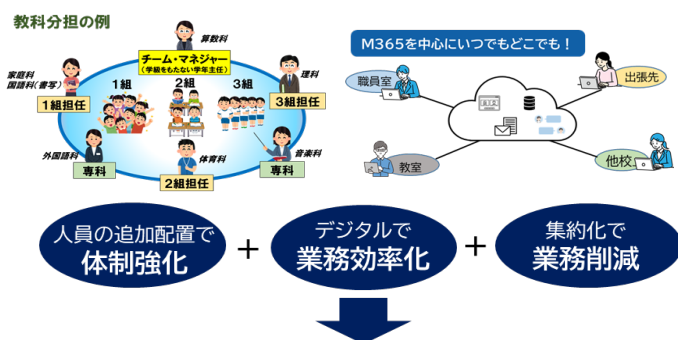 教科分担の例
算数科
チーム・マネジャー
(学級をもたない学年主任)
家庭科
国語科(書写)
1組担任
1組
2組
3組
理科
3組担任
外国語科
専科
体育科
2組担任
音楽科
専科
M365を中心にいつでもどこでも!
職員室
出張先
教室
他校
人員の追加配置で
体制強化
+
デジタルで
業務効率化
+
集約化で
業務削減